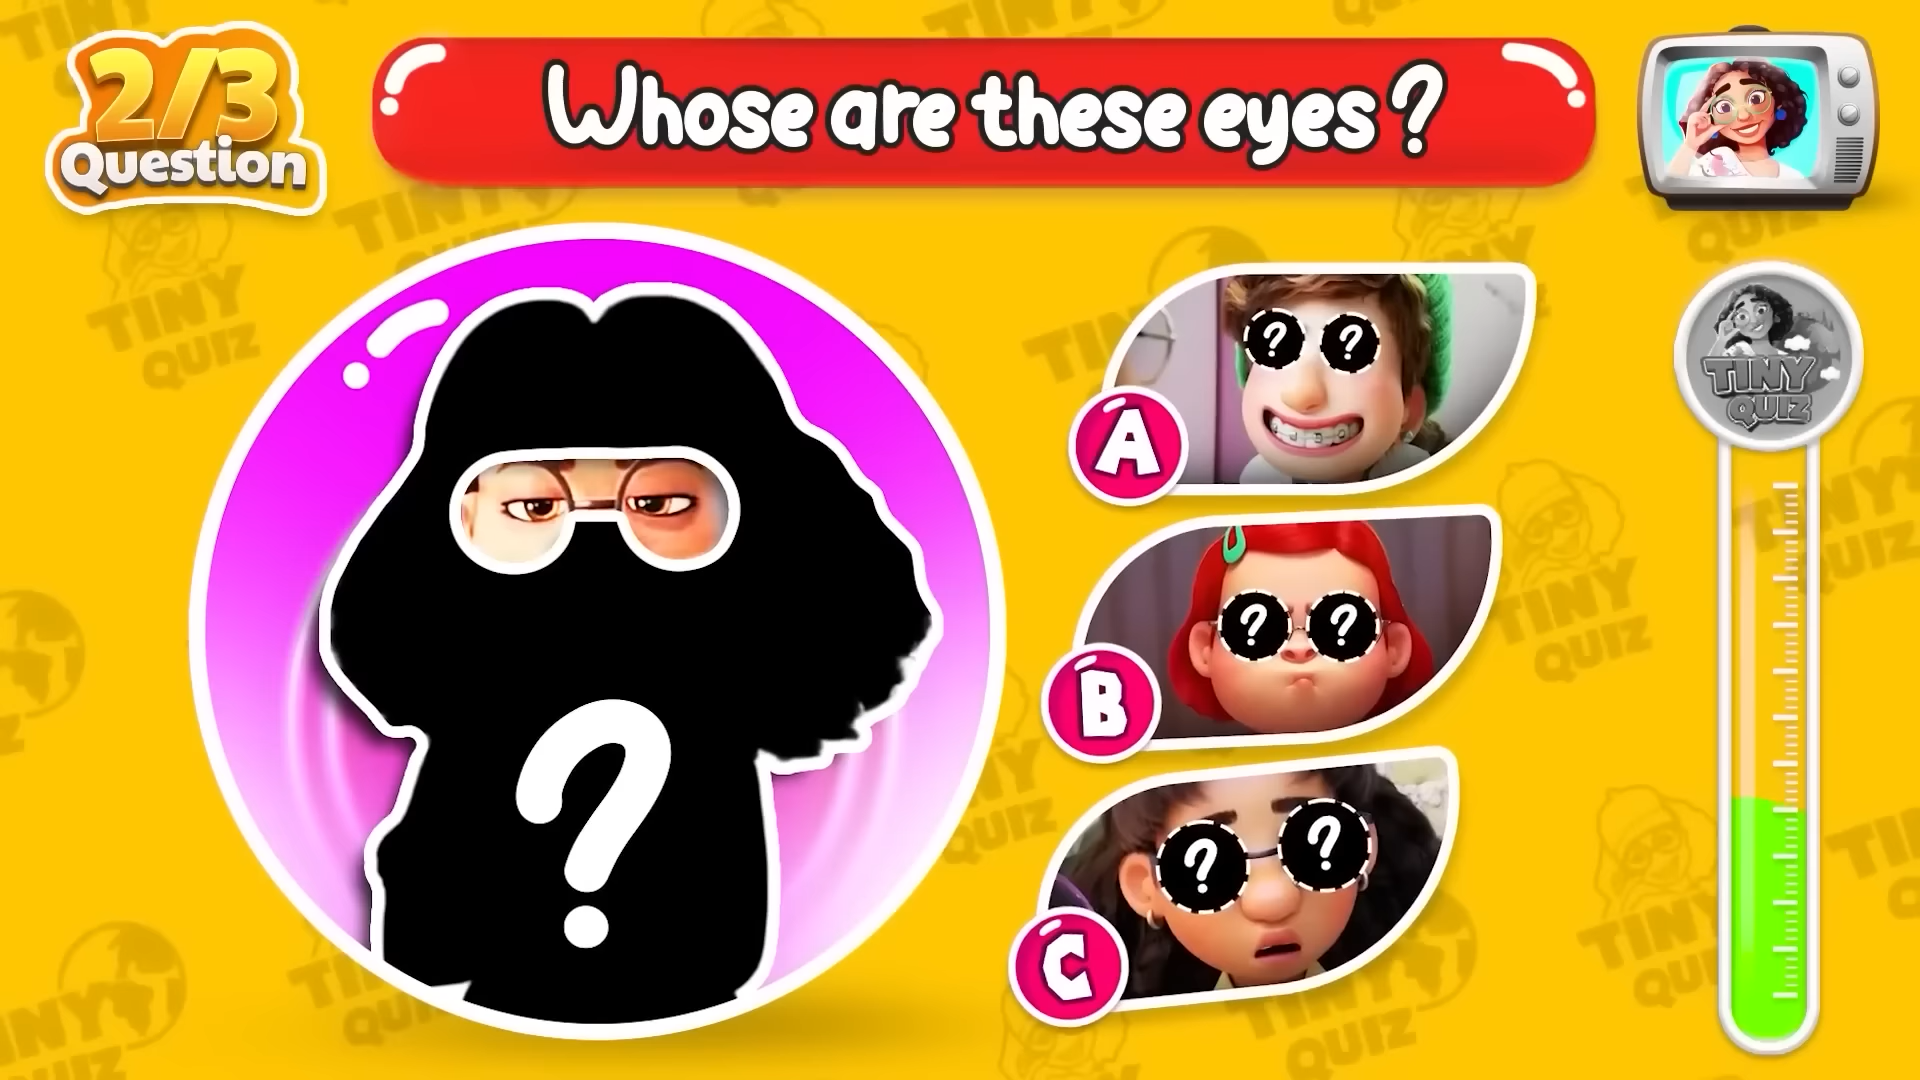 2/3
Question
Whose are these eyes?
?
? ?
A
? ?
B
? ?
C
TINY
QUIZ